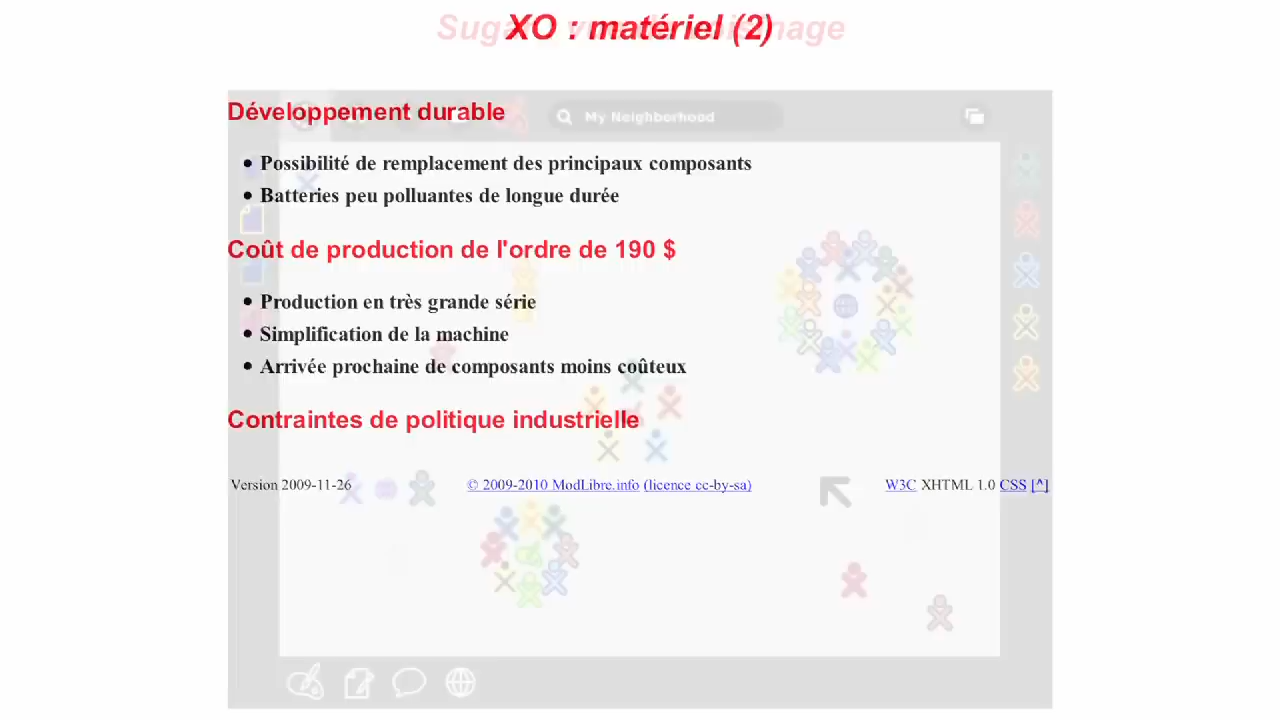 XO : matériel (2)
My Neighborhood
Développement durable
Possibilité de remplacement des principaux composants
Batteries peu polluantes de longue durée
Coût de production de l'ordre de 190 $
Production en très grande série
Simplification de la machine
Arrivée prochaine de composants moins coûteux
Contraintes de politique industrielle
Version 2009-11-26 © 2009-2010 ModLibre.info (licence cc-by-sa) W3C XHTML 1.0 CSS [^]